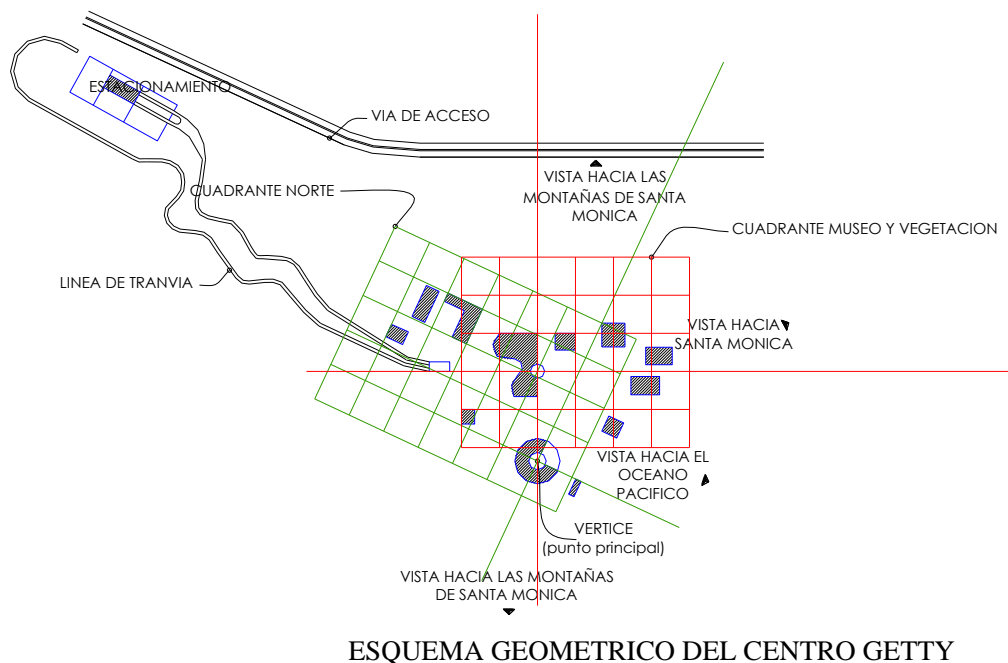 ESTACIONAMIENTO
VIA DE ACCESO
VISTA HACIA LAS
MONTAÑAS DE SANTA
MONICA
CUADRANTE NORTE
CUADRANTE MUSEO Y VEGETACION
LINEA DE TRANVIA
VISTA HACIA
SANTA MONICA
VISTA HACIA EL
OCEANO
PACIFICO
VERTICE
(punto principal)
VISTA HACIA LAS MONTAÑAS
DE SANTA MONICA
ESQUEMA GEOMETRICO DEL CENTRO GETTY